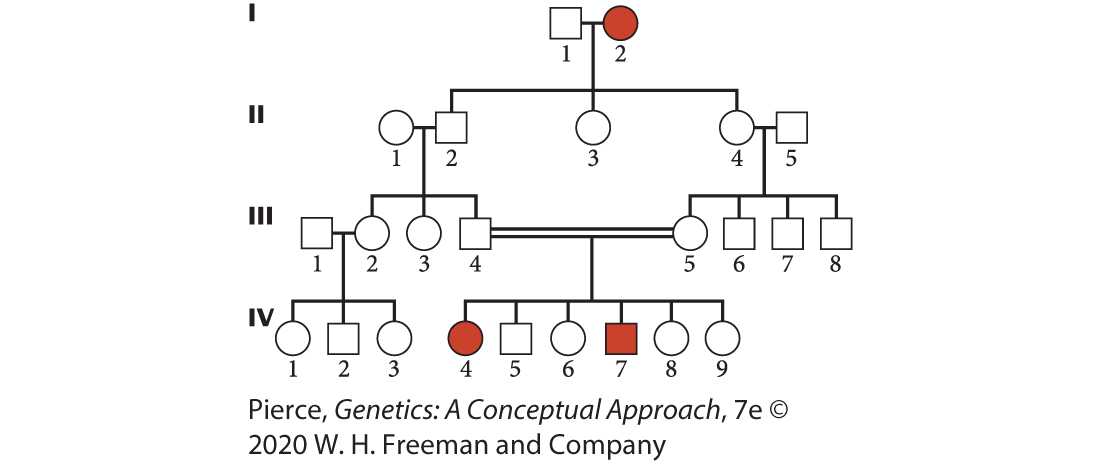 I
1 2
II
1 2 3 4 5
III
1 2 3 4 5 6 7 8
IV
1 2 3 4 5 6 7 8 9
Pierce, Genetics: A Conceptual Approach, 7e ©
2020 W. H. Freeman and Company